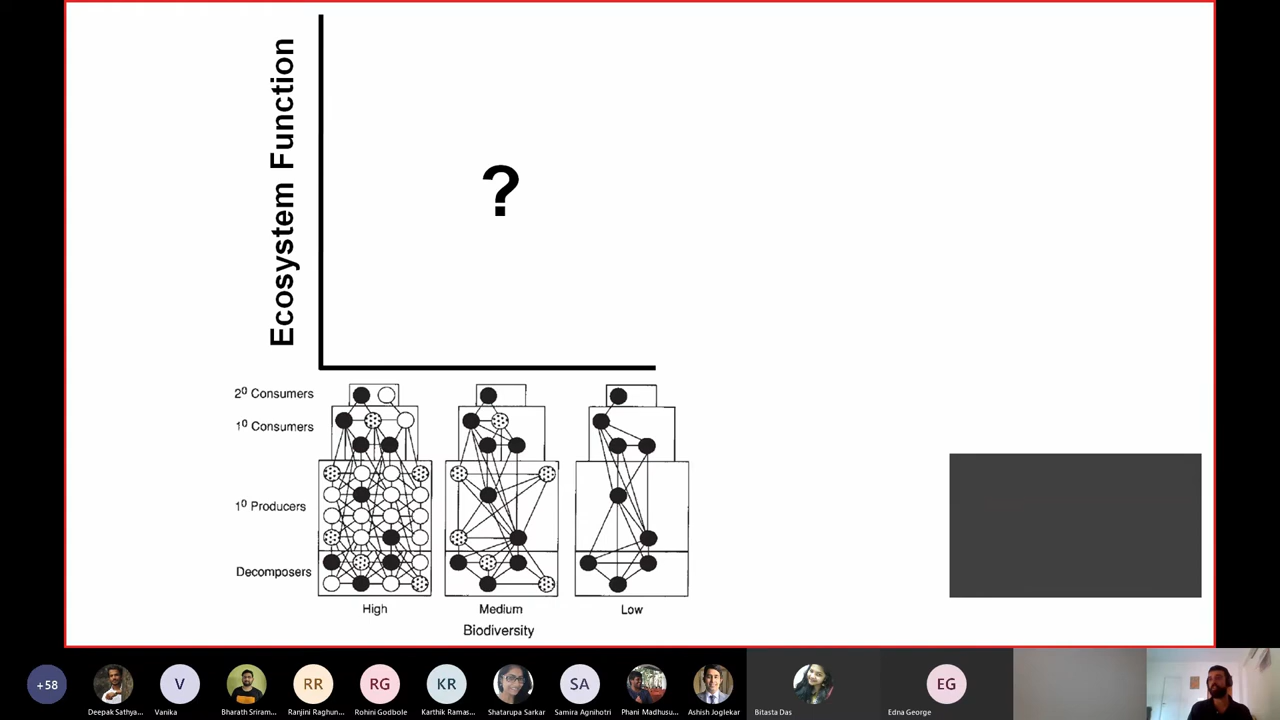 Ecosystem Function
?
2⁰ Consumers
1⁰ Consumers
1⁰ Producers
Decomposers
High Medium Low
Biodiversity
+58 V RR RG KR SA EG
Deepak Sathya... Vanika Bharath Sriram... Ranjini Raghun... Rohini Godbole Karthik Ramas... Shatarupa Sarkar Samira Agnihotri Phani Madhusu... Ashish Joglekar Bitasta Das Edna George